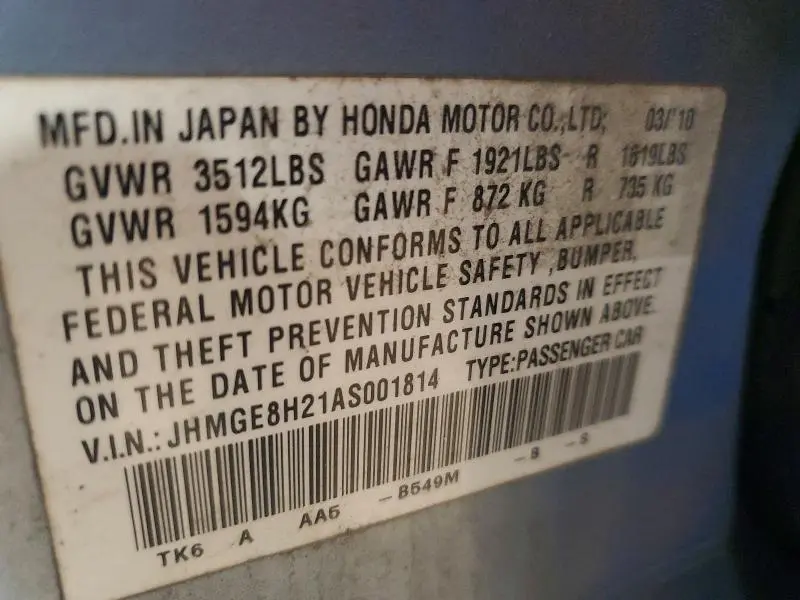 MFD.IN JAPAN BY HONDA MOTOR CO.,LTD; 03/'10
GVWR 3512LBS GAWR F 1921LBS R 1619LBS
GVWR 1594KG GAWR F 872 KG R 735 KG
THIS VEHICLE CONFORMS TO ALL APPLICABLE
FEDERAL MOTOR VEHICLE SAFETY ,BUMPER,
AND THEFT PREVENTION STANDARDS IN EFFECT
ON THE DATE OF MANUFACTURE SHOWN ABOVE.
V.I.N.: JHMGE8H21AS001814 TYPE:PASSENGER CAR
TK6 A AA5 – B549M – B – S